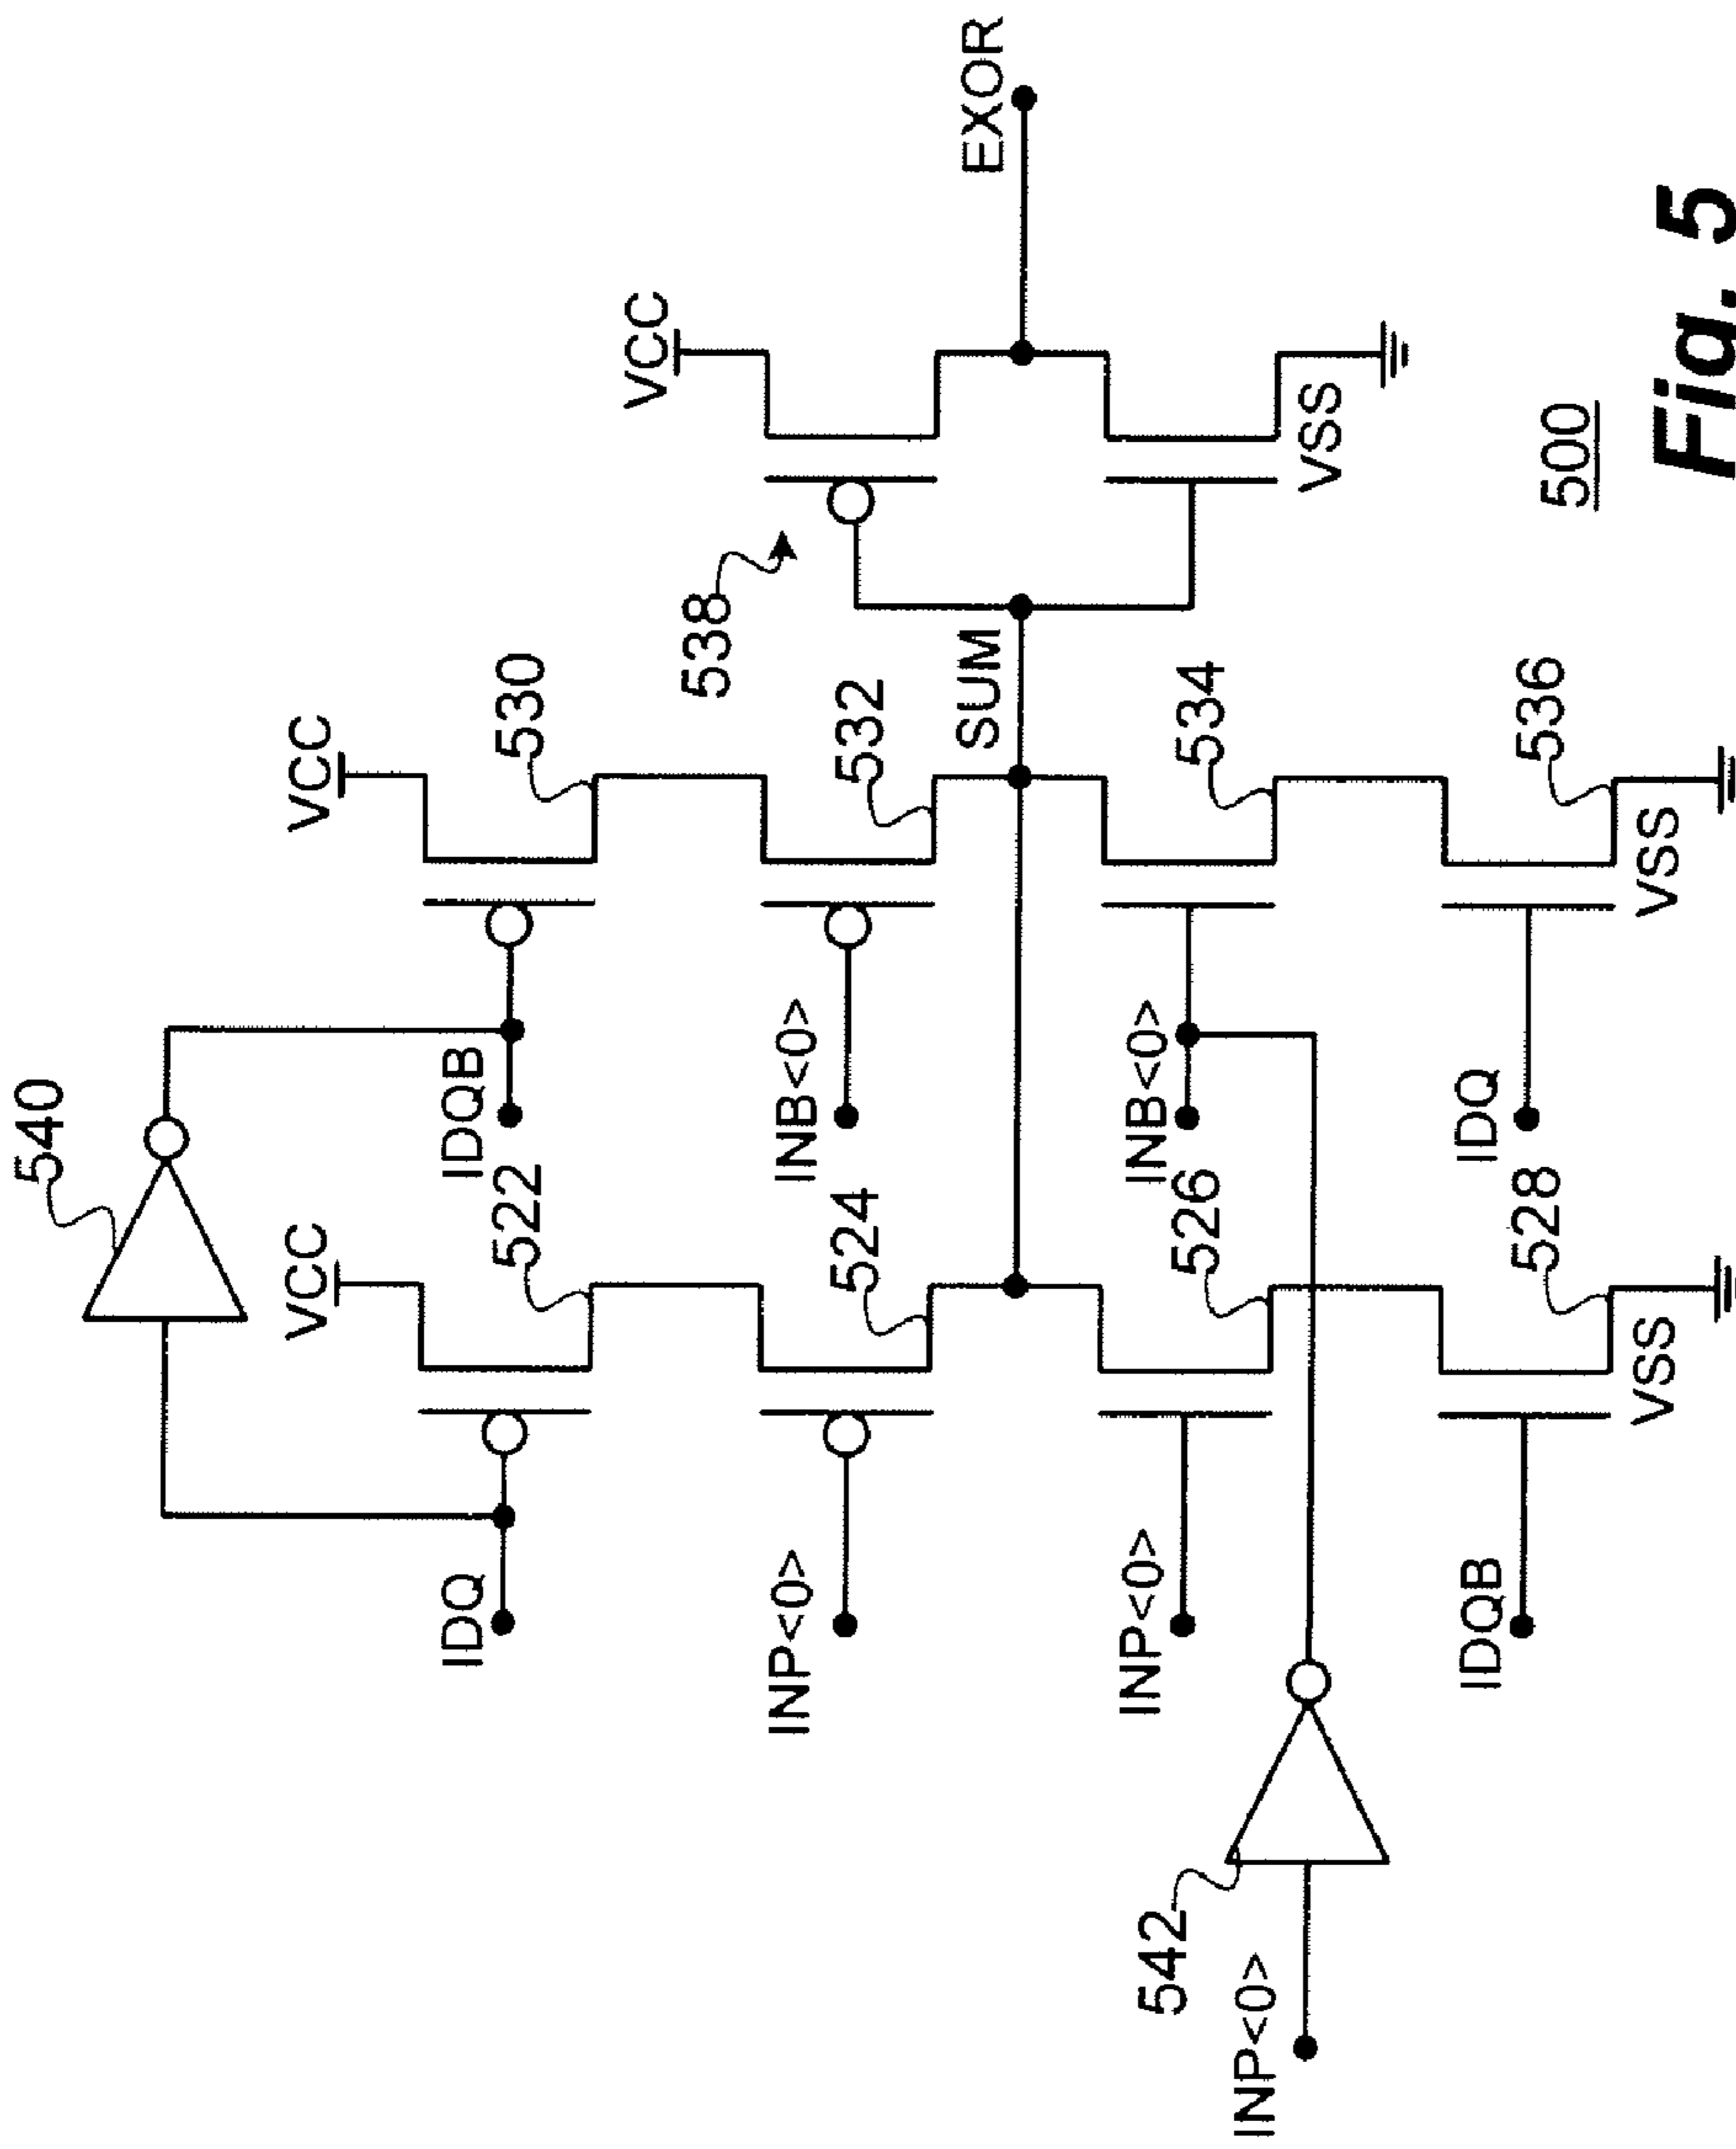 540
VCC
IDQ
522
IDQB
VCC
530
INP<0>
524
INB<0>
532
538
VCC
SUM
EXOR
INP<0>
526
INB<0>
534
IDQB
528
VSS
IDQ
536
VSS
VSS
542
INP<0>
500
Fig. 5